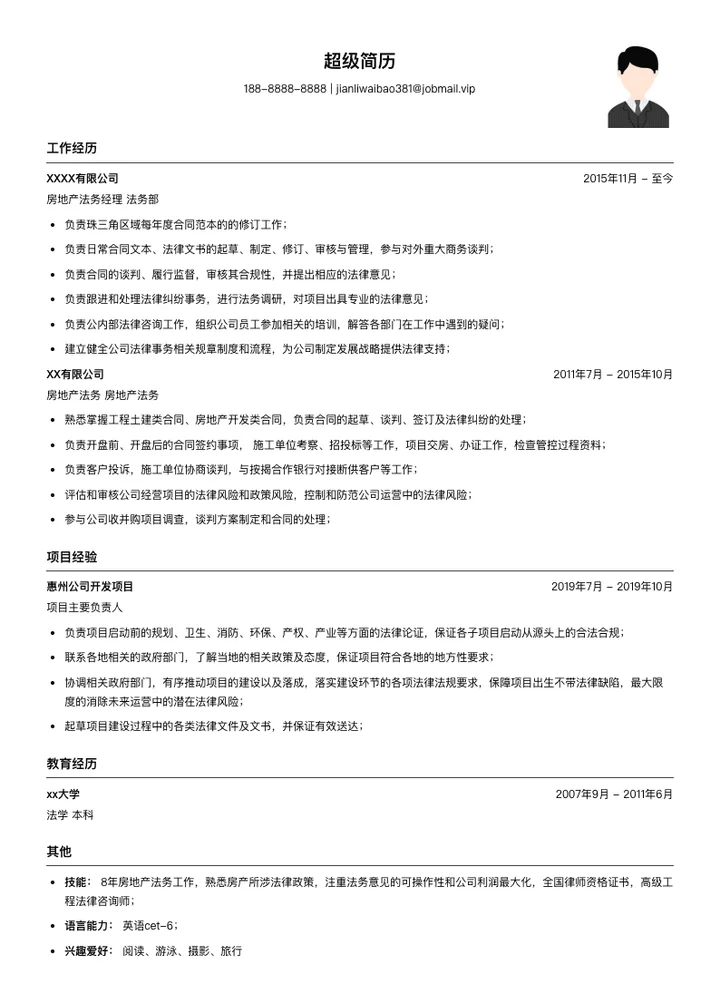 超级简历
188-8888-8888 | jianliwaibao381@jobmail.vip
工作经历
XXXX有限公司 2015年11月 – 至今
房地产法务经理 法务部
• 负责珠三角区域每年度合同范本的的修订工作；
• 负责日常合同文本、法律文书的起草、制定、修订、审核与管理，参与对外重大商务谈判；
• 负责合同的谈判、履行监督，审核其合规性，并提出相应的法律意见；
• 负责跟进和处理法律纠纷事务，进行法务调研，对项目出具专业的法律意见；
• 负责公内部法律咨询工作，组织公司员工参加相关的培训，解答各部门在工作中遇到的疑问；
• 建立健全公司法律事务相关规章制度和流程，为公司制定发展战略提供法律支持；
XX有限公司 2011年7月 – 2015年10月
房地产法务 房地产法务
• 熟悉掌握工程土建类合同、房地产开发类合同，负责合同的起草、谈判、签订及法律纠纷的处理；
• 负责开盘前、开盘后的合同签约事项， 施工单位考察、招投标等工作，项目交房、办证工作，检查管控过程资料；
• 负责客户投诉，施工单位协商谈判，与按揭合作银行对接断供客户等工作；
• 评估和审核公司经营项目的法律风险和政策风险，控制和防范公司运营中的法律风险；
• 参与公司收并购项目调查，谈判方案制定和合同的处理；
项目经验
惠州公司开发项目 2019年7月 – 2019年10月
项目主要负责人
• 负责项目启动前的规划、卫生、消防、环保、产权、产业等方面的法律论证，保证各子项目启动从源头上的合法合规；
• 联系各地相关的政府部门，了解当地的相关政策及态度，保证项目符合各地的地方性要求；
• 协调相关政府部门，有序推动项目的建设以及落成，落实建设环节的各项法律法规要求，保障项目出生不带法律缺陷，最大限
度的消除未来运营中的潜在法律风险；
• 起草项目建设过程中的各类法律文件及文书，并保证有效送达；
教育经历
xx大学 2007年9月 – 2011年6月
法学 本科
其他
• 技能： 8年房地产法务工作，熟悉房产所涉法律政策，注重法务意见的可操作性和公司利润最大化，全国律师资格证书，高级工
程法律咨询师；
• 语言能力： 英语cet-6；
• 兴趣爱好： 阅读、游泳、摄影、旅行